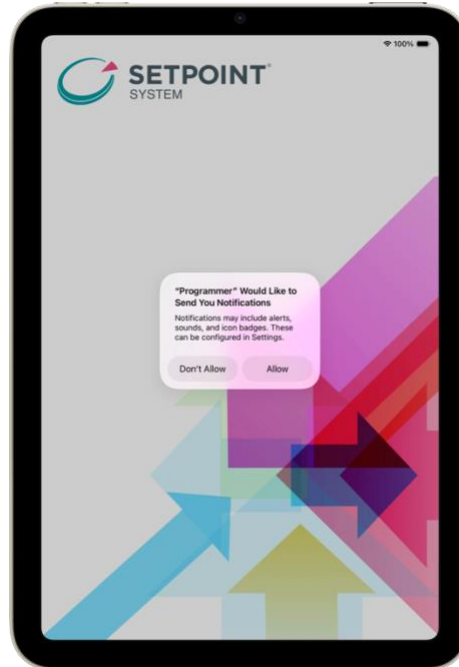 100%
SETPOINT®
SYSTEM
"Programmer" Would Like to
Send You Notifications
Notifications may include alerts,
sounds, and icon badges. These
can be configured in Settings.
Don't Allow
Allow